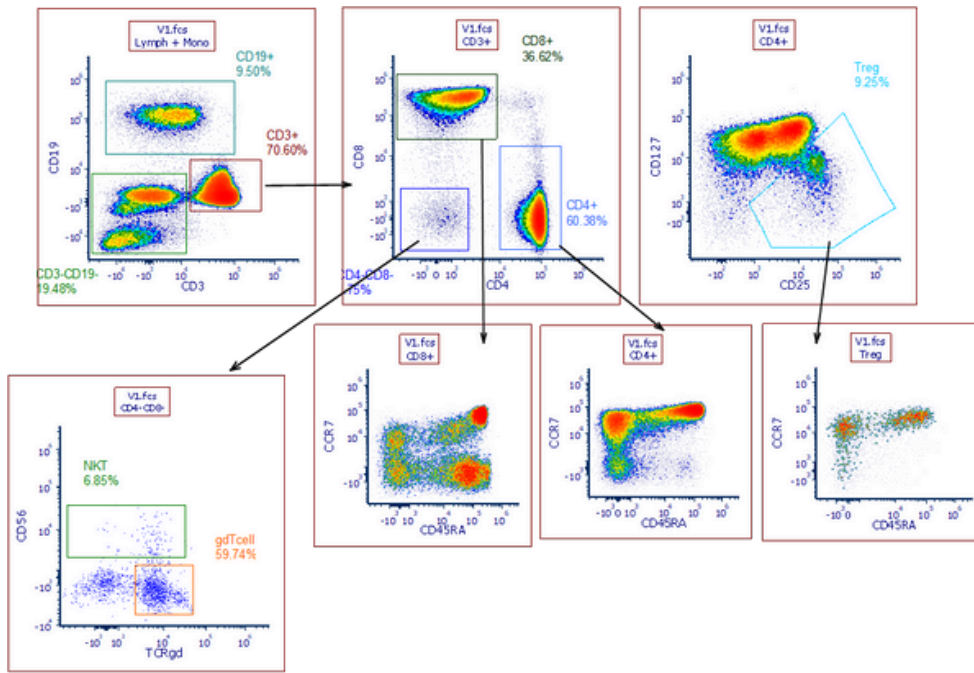 V1.fcs
Lymph + Mono
CD19+
9.50%
CD3+
70.60%
CD3-CD19-
19.48%
CD19
CD3
V1.fcs
CD3+
CD8+
36.62%
CD4+
60.38%
CD4-CD8-
75%
CD8
CD4
V1.fcs
CD4+
Treg
9.25%
CD127
CD25
V1.fcs
CD8+
CCR7
CD45RA
V1.fcs
CD4+
CCR7
CD45RA
V1.fcs
Treg
CCR7
CD45RA
V1.fcs
CD4-CD8-
NKT
6.85%
gdTcell
59.74%
CD56
TCRgd